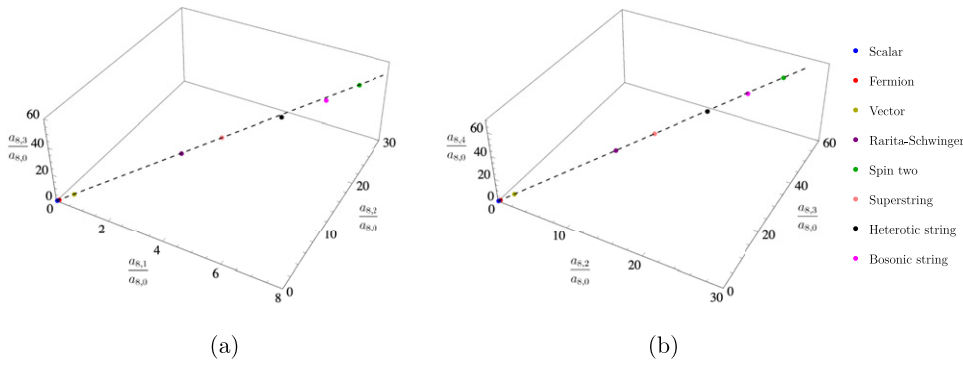 60
a8,3
a8,0
40
20
0
0
2
4
6
8
a8,1
a8,0
0
10
20
30
a8,2
a8,0
(a)
60
a8,4
a8,0
40
20
0
0
10
20
30
a8,2
a8,0
0
20
40
60
a8,3
a8,0
(b)
Scalar
Fermion
Vector
Rarita-Schwinger
Spin two
Superstring
Heterotic string
Bosonic string